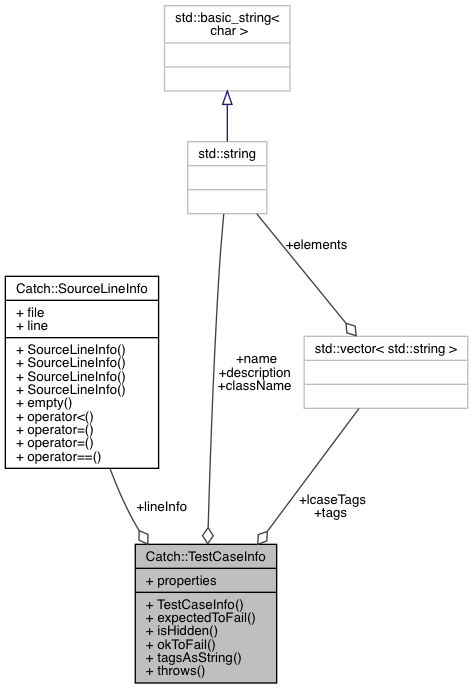 std::basic_string<
char >
std::string
+elements
Catch::SourceLineInfo
+ file
+ line
+ SourceLineInfo()
+ SourceLineInfo()
+ SourceLineInfo()
+ SourceLineInfo()
+ empty()
+ operator<()
+ operator=()
+ operator=()
+ operator==()
+name
+description
+className
std::vector< std::string >
+lineInfo
+lcaseTags
+tags
Catch::TestCaseInfo
+ properties
+ TestCaseInfo()
+ expectedToFail()
+ isHidden()
+ okToFail()
+ tagsAsString()
+ throws()